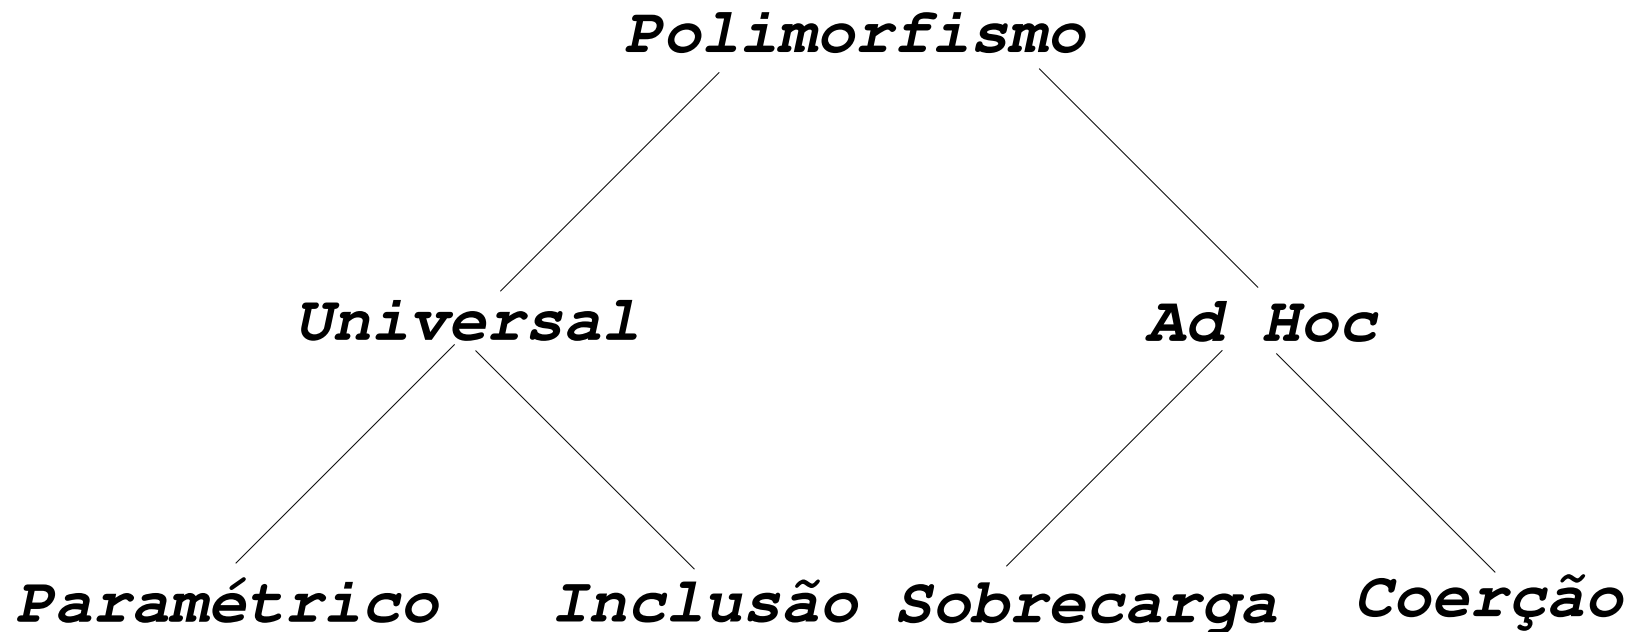 Polimorfismo
Universal Ad Hoc
Paramétrico Inclusão Sobrecarga Coerção